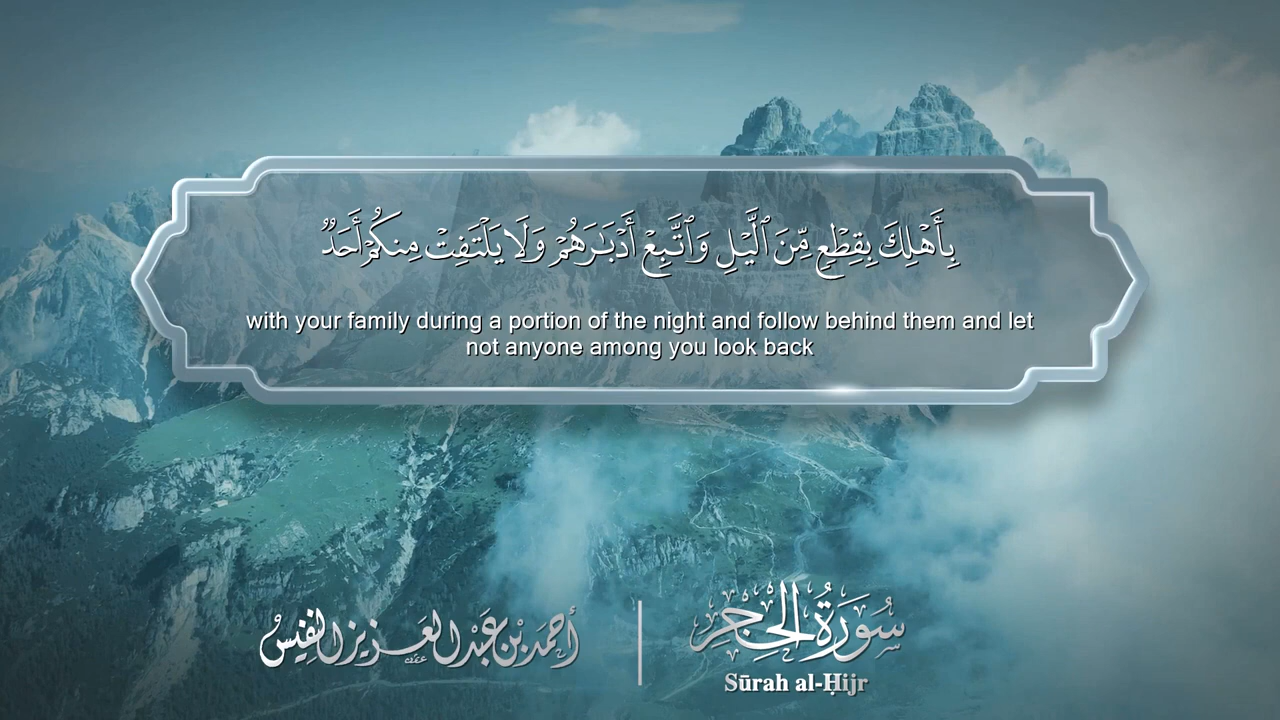 بِأَهْلِكَ بِقِطْعٍ مِّنَ ٱلَّيْلِ وَٱتَّبِعْ أَدْبَـٰرَهُمْ وَلَا يَلْتَفِتْ مِنكُمْ أَحَدٌ
with your family during a portion of the night and follow behind them and let
not anyone among you look back
سُورَةُ الْحِجْرِ
Sūrah al-Ḥijr
أحمد بن عبد العزيز النفيس